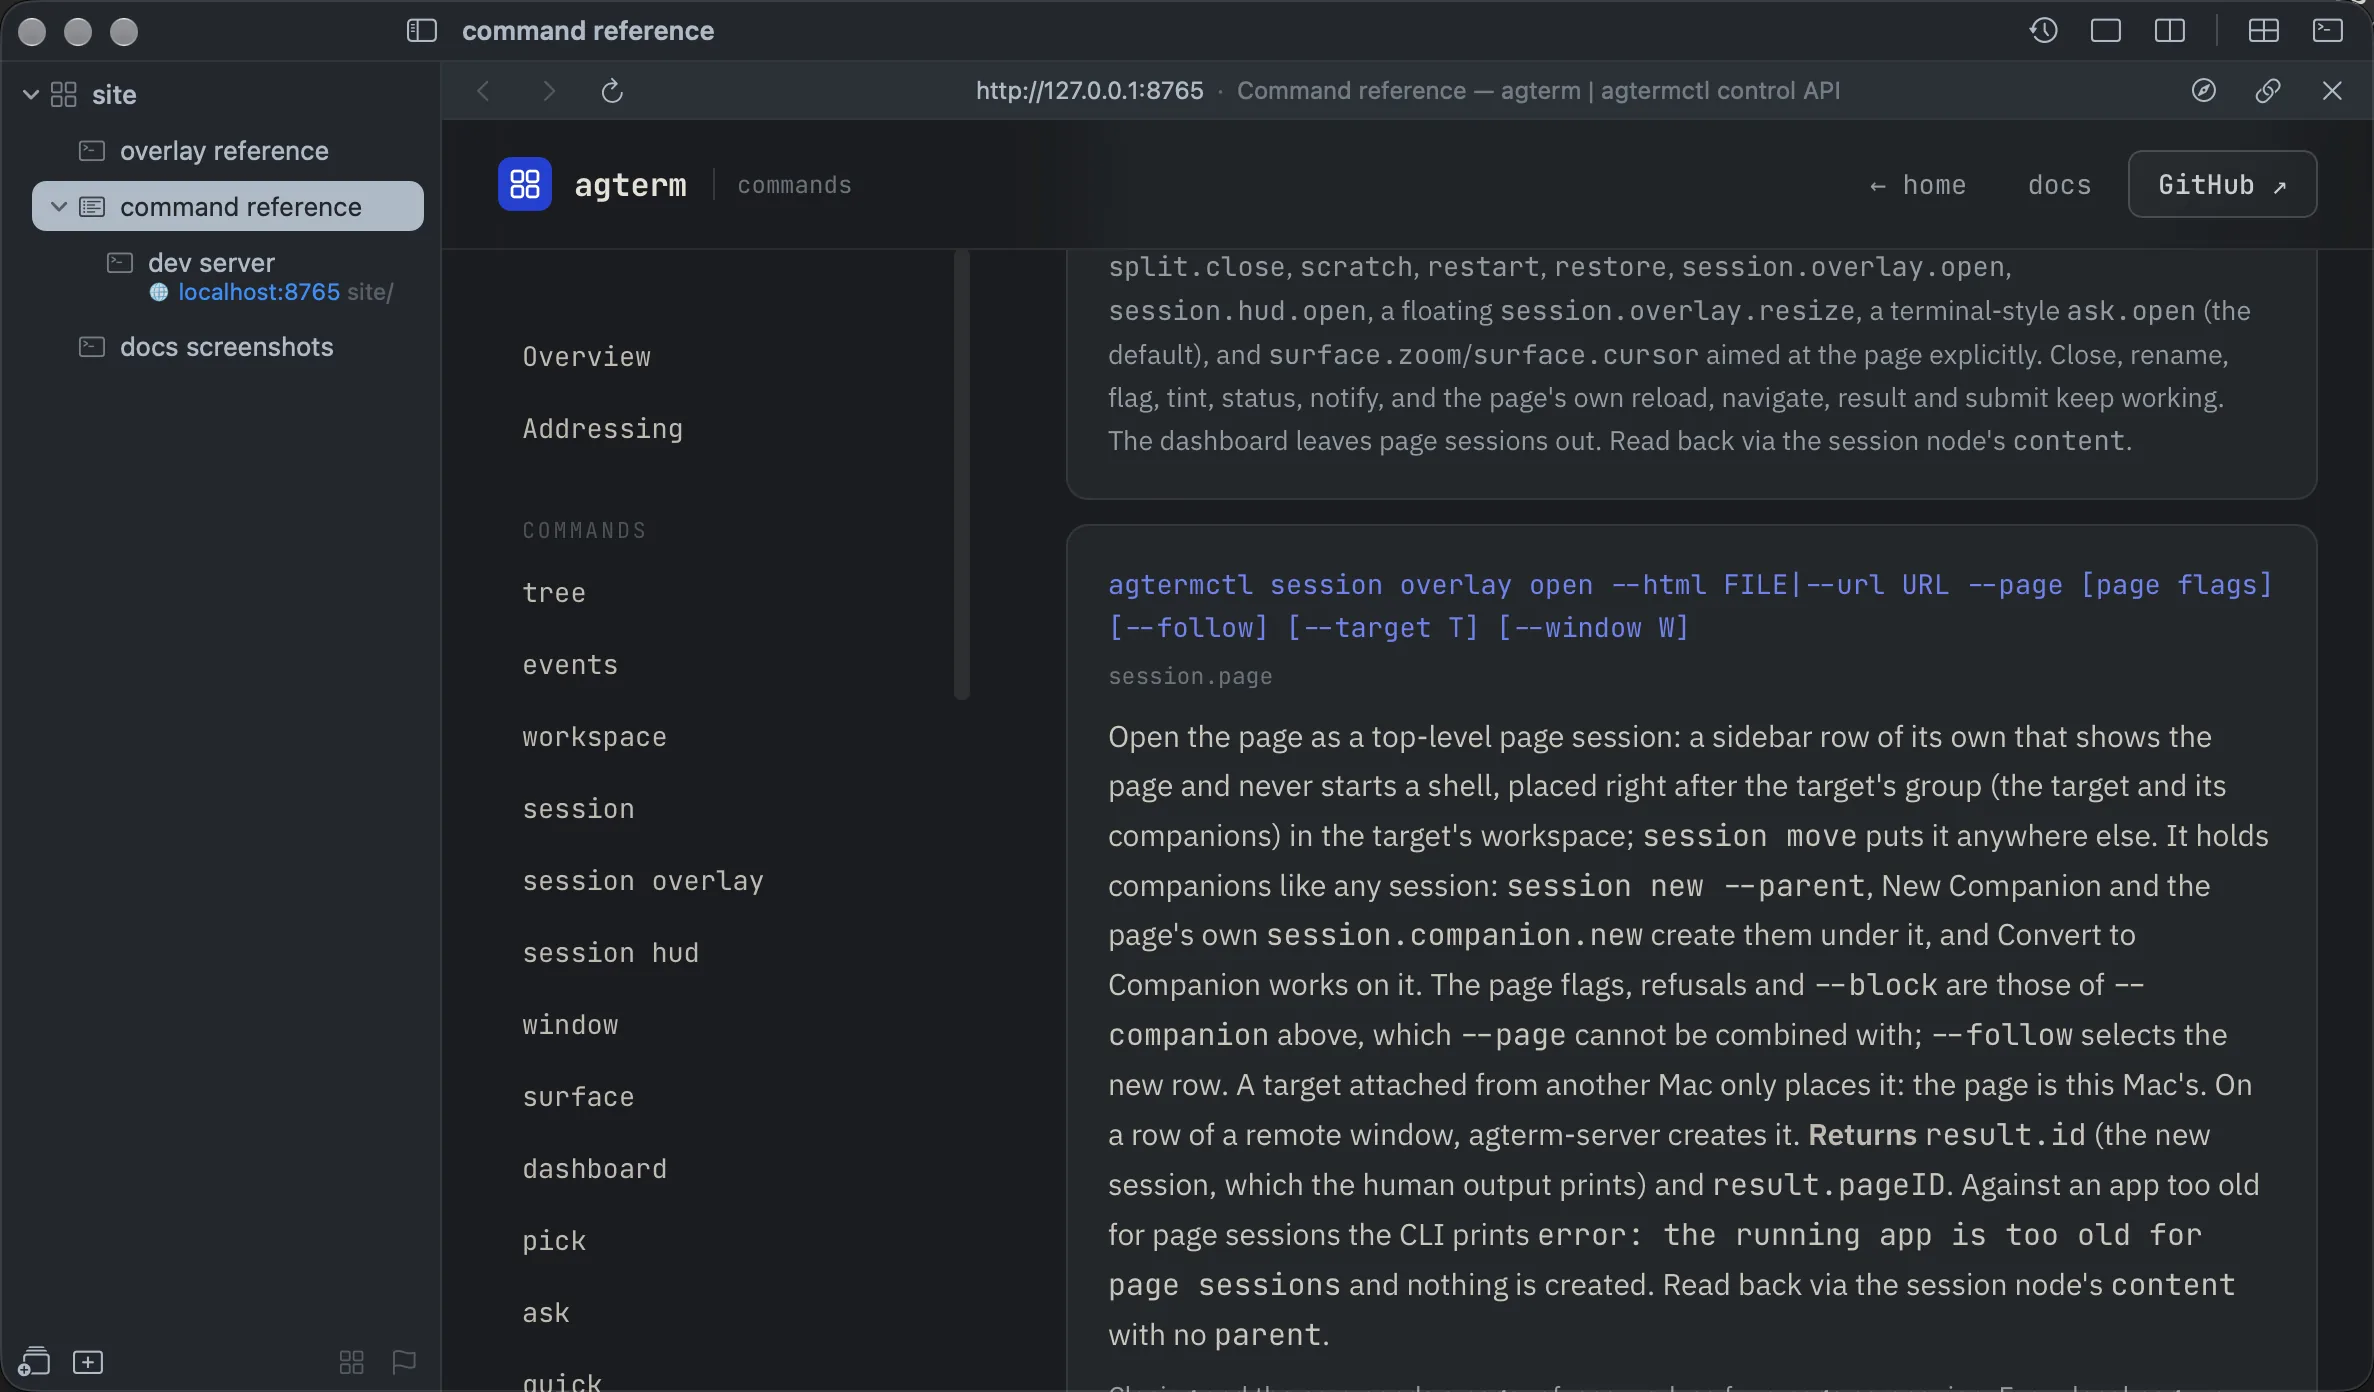 command reference
site
overlay reference
command reference
dev server
localhost:8765 site/
docs screenshots
http://127.0.0.1:8765 · Command reference — agterm | agtermctl control API
agterm
commands
← home
docs
GitHub ↗
Overview
Addressing
COMMANDS
tree
events
workspace
session
session overlay
session hud
window
surface
dashboard
pick
ask
quick
split.close, scratch, restart, restore, session.overlay.open,
session.hud.open, a floating session.overlay.resize, a terminal-style ask.open (the
default), and surface.zoom/surface.cursor aimed at the page explicitly. Close, rename,
flag, tint, status, notify, and the page's own reload, navigate, result and submit keep working.
The dashboard leaves page sessions out. Read back via the session node's content.
agtermctl session overlay open --html FILE|--url URL --page [page flags]
[--follow] [--target T] [--window W]
session.page
Open the page as a top-level page session: a sidebar row of its own that shows the
page and never starts a shell, placed right after the target's group (the target and its
companions) in the target's workspace; session move puts it anywhere else. It holds
companions like any session: session new --parent, New Companion and the
page's own session.companion.new create them under it, and Convert to
Companion works on it. The page flags, refusals and --block are those of --
companion above, which --page cannot be combined with; --follow selects the
new row. A target attached from another Mac only places it: the page is this Mac's. On
a row of a remote window, agterm-server creates it. Returns result.id (the new
session, which the human output prints) and result.pageID. Against an app too old
for page sessions the CLI prints error: the running app is too old for
page sessions and nothing is created. Read back via the session node's content
with no parent.